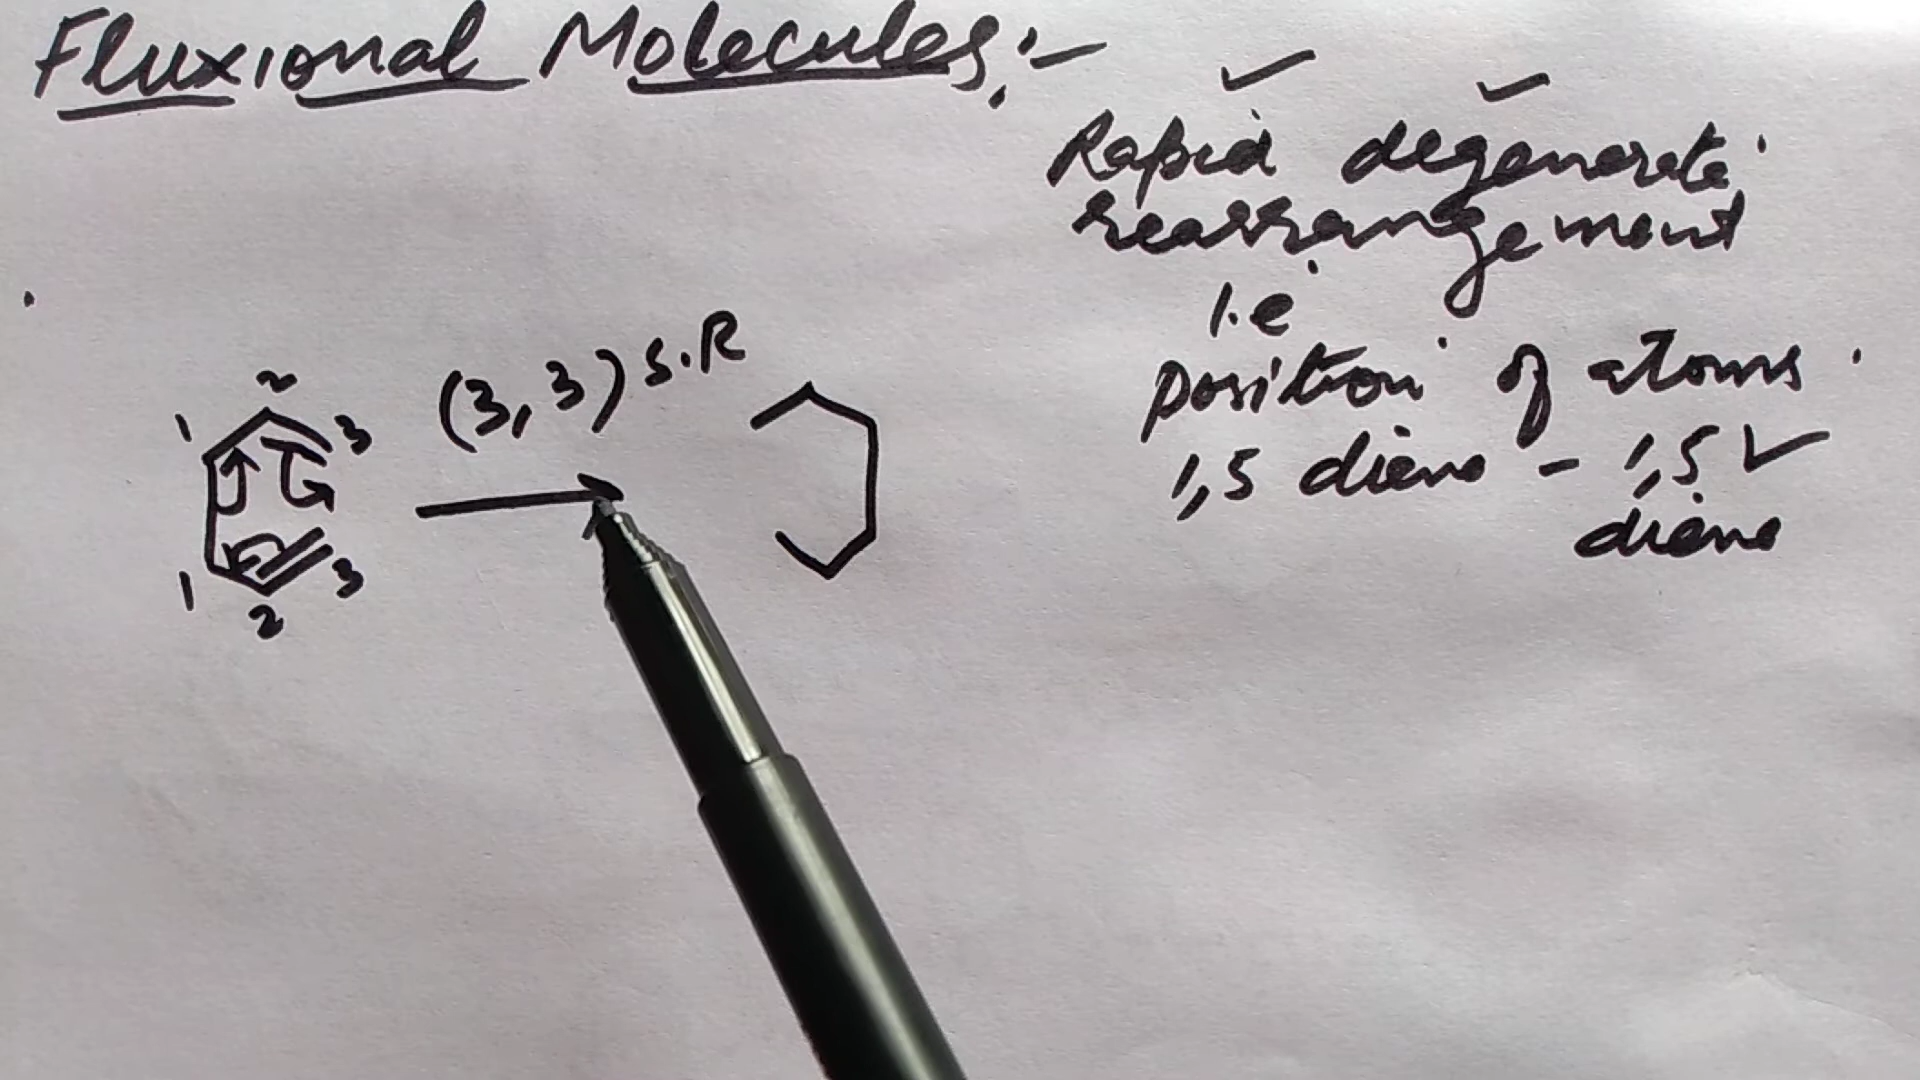 Fluxional Molecules:-
Rapid degenerate
rearrangement
i.e
position of atoms
1,5 diene - 1,5
diene
(3,3) S.R
2
1
3
1
2
3